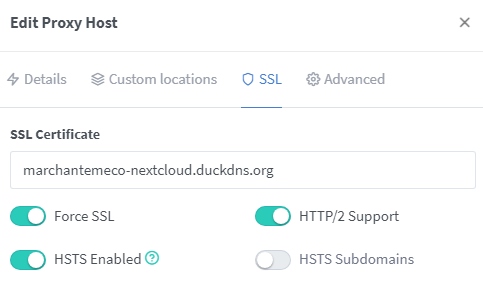 Edit Proxy Host
Details Custom locations SSL Advanced
SSL Certificate
marchantemeco-nextcloud.duckdns.org
Force SSL HTTP/2 Support
HSTS Enabled ? HSTS Subdomains